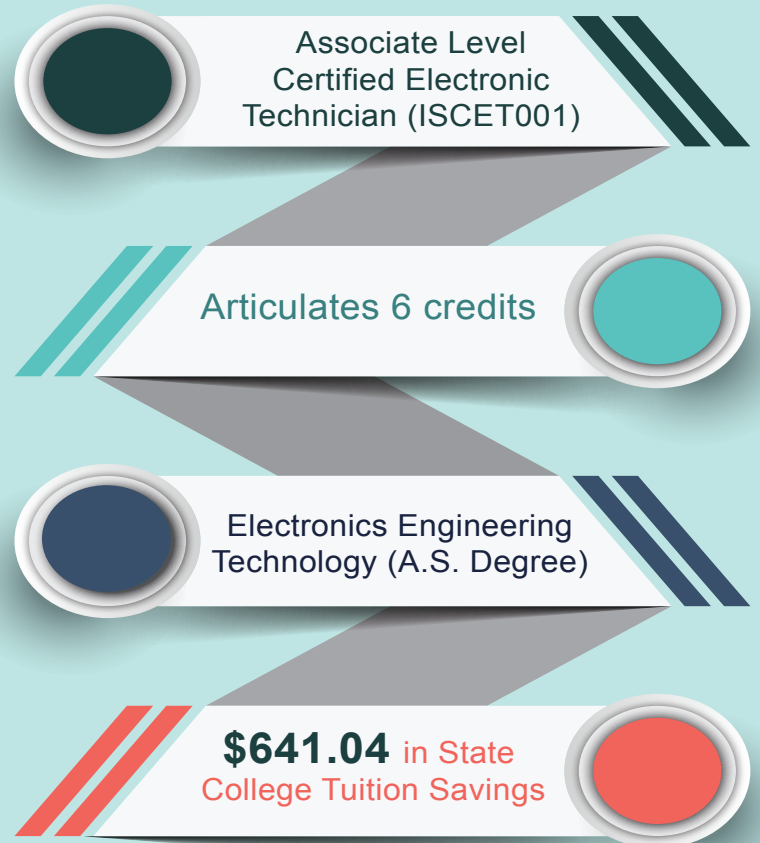 Associate Level
Certified Electronic
Technician (ISCET001)
Articulates 6 credits
Electronics Engineering
Technology (A.S. Degree)
$641.04 in State
College Tuition Savings